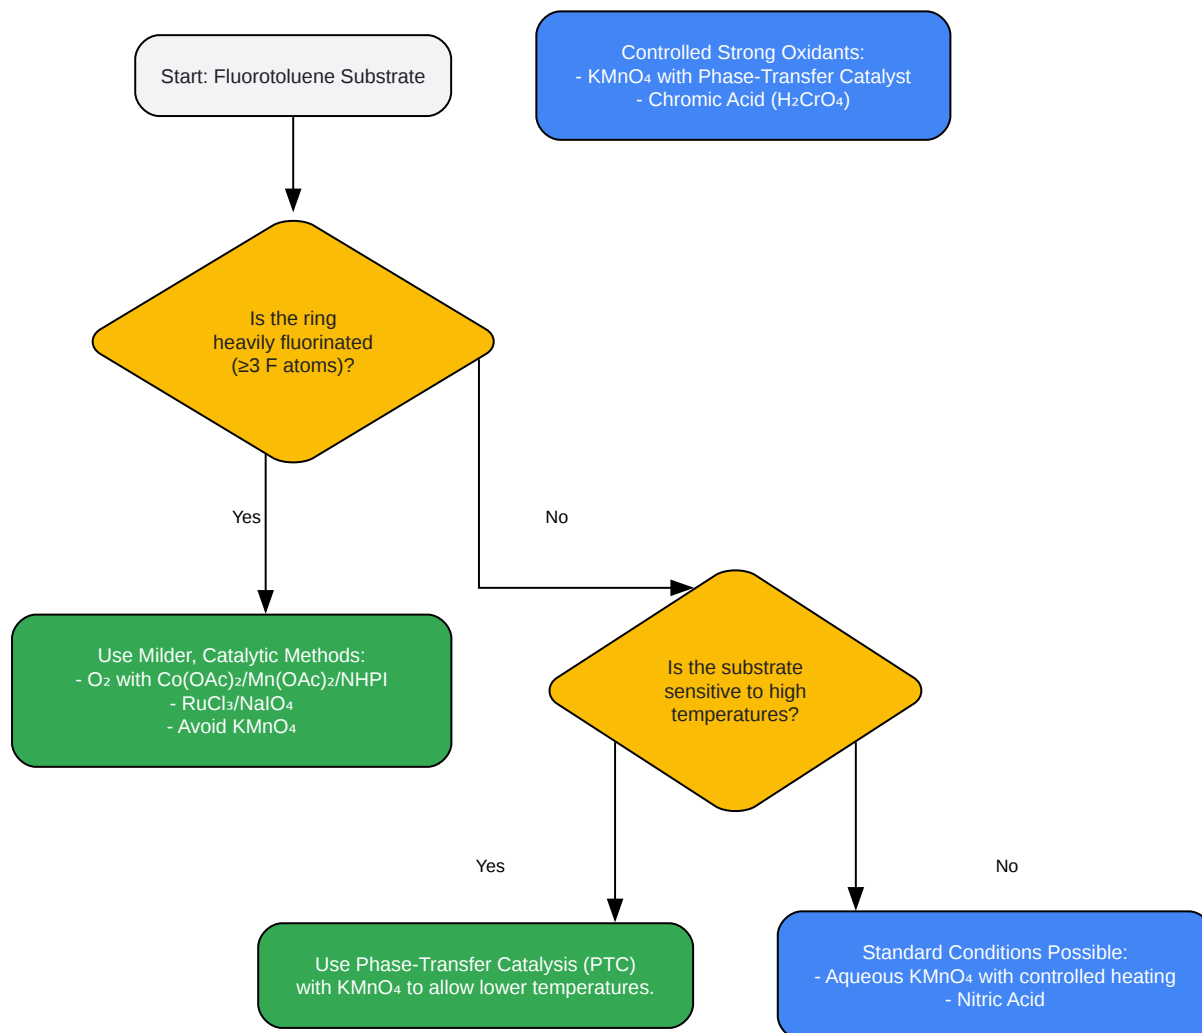 Start: Fluorotoluene Substrate
Controlled Strong Oxidants:
- KMnO₄ with Phase-Transfer Catalyst
- Chromic Acid (H₂CrO₄)
Is the ring
heavily fluorinated
(≥3 F atoms)?
Yes
No
Use Milder, Catalytic Methods:
- O₂ with Co(OAc)₂/Mn(OAc)₂/NHPI
- RuCl₃/NaIO₄
- Avoid KMnO₄
Is the substrate
sensitive to high
temperatures?
Yes
No
Use Phase-Transfer Catalysis (PTC)
with KMnO₄ to allow lower temperatures.
Standard Conditions Possible:
- Aqueous KMnO₄ with controlled heating
- Nitric Acid